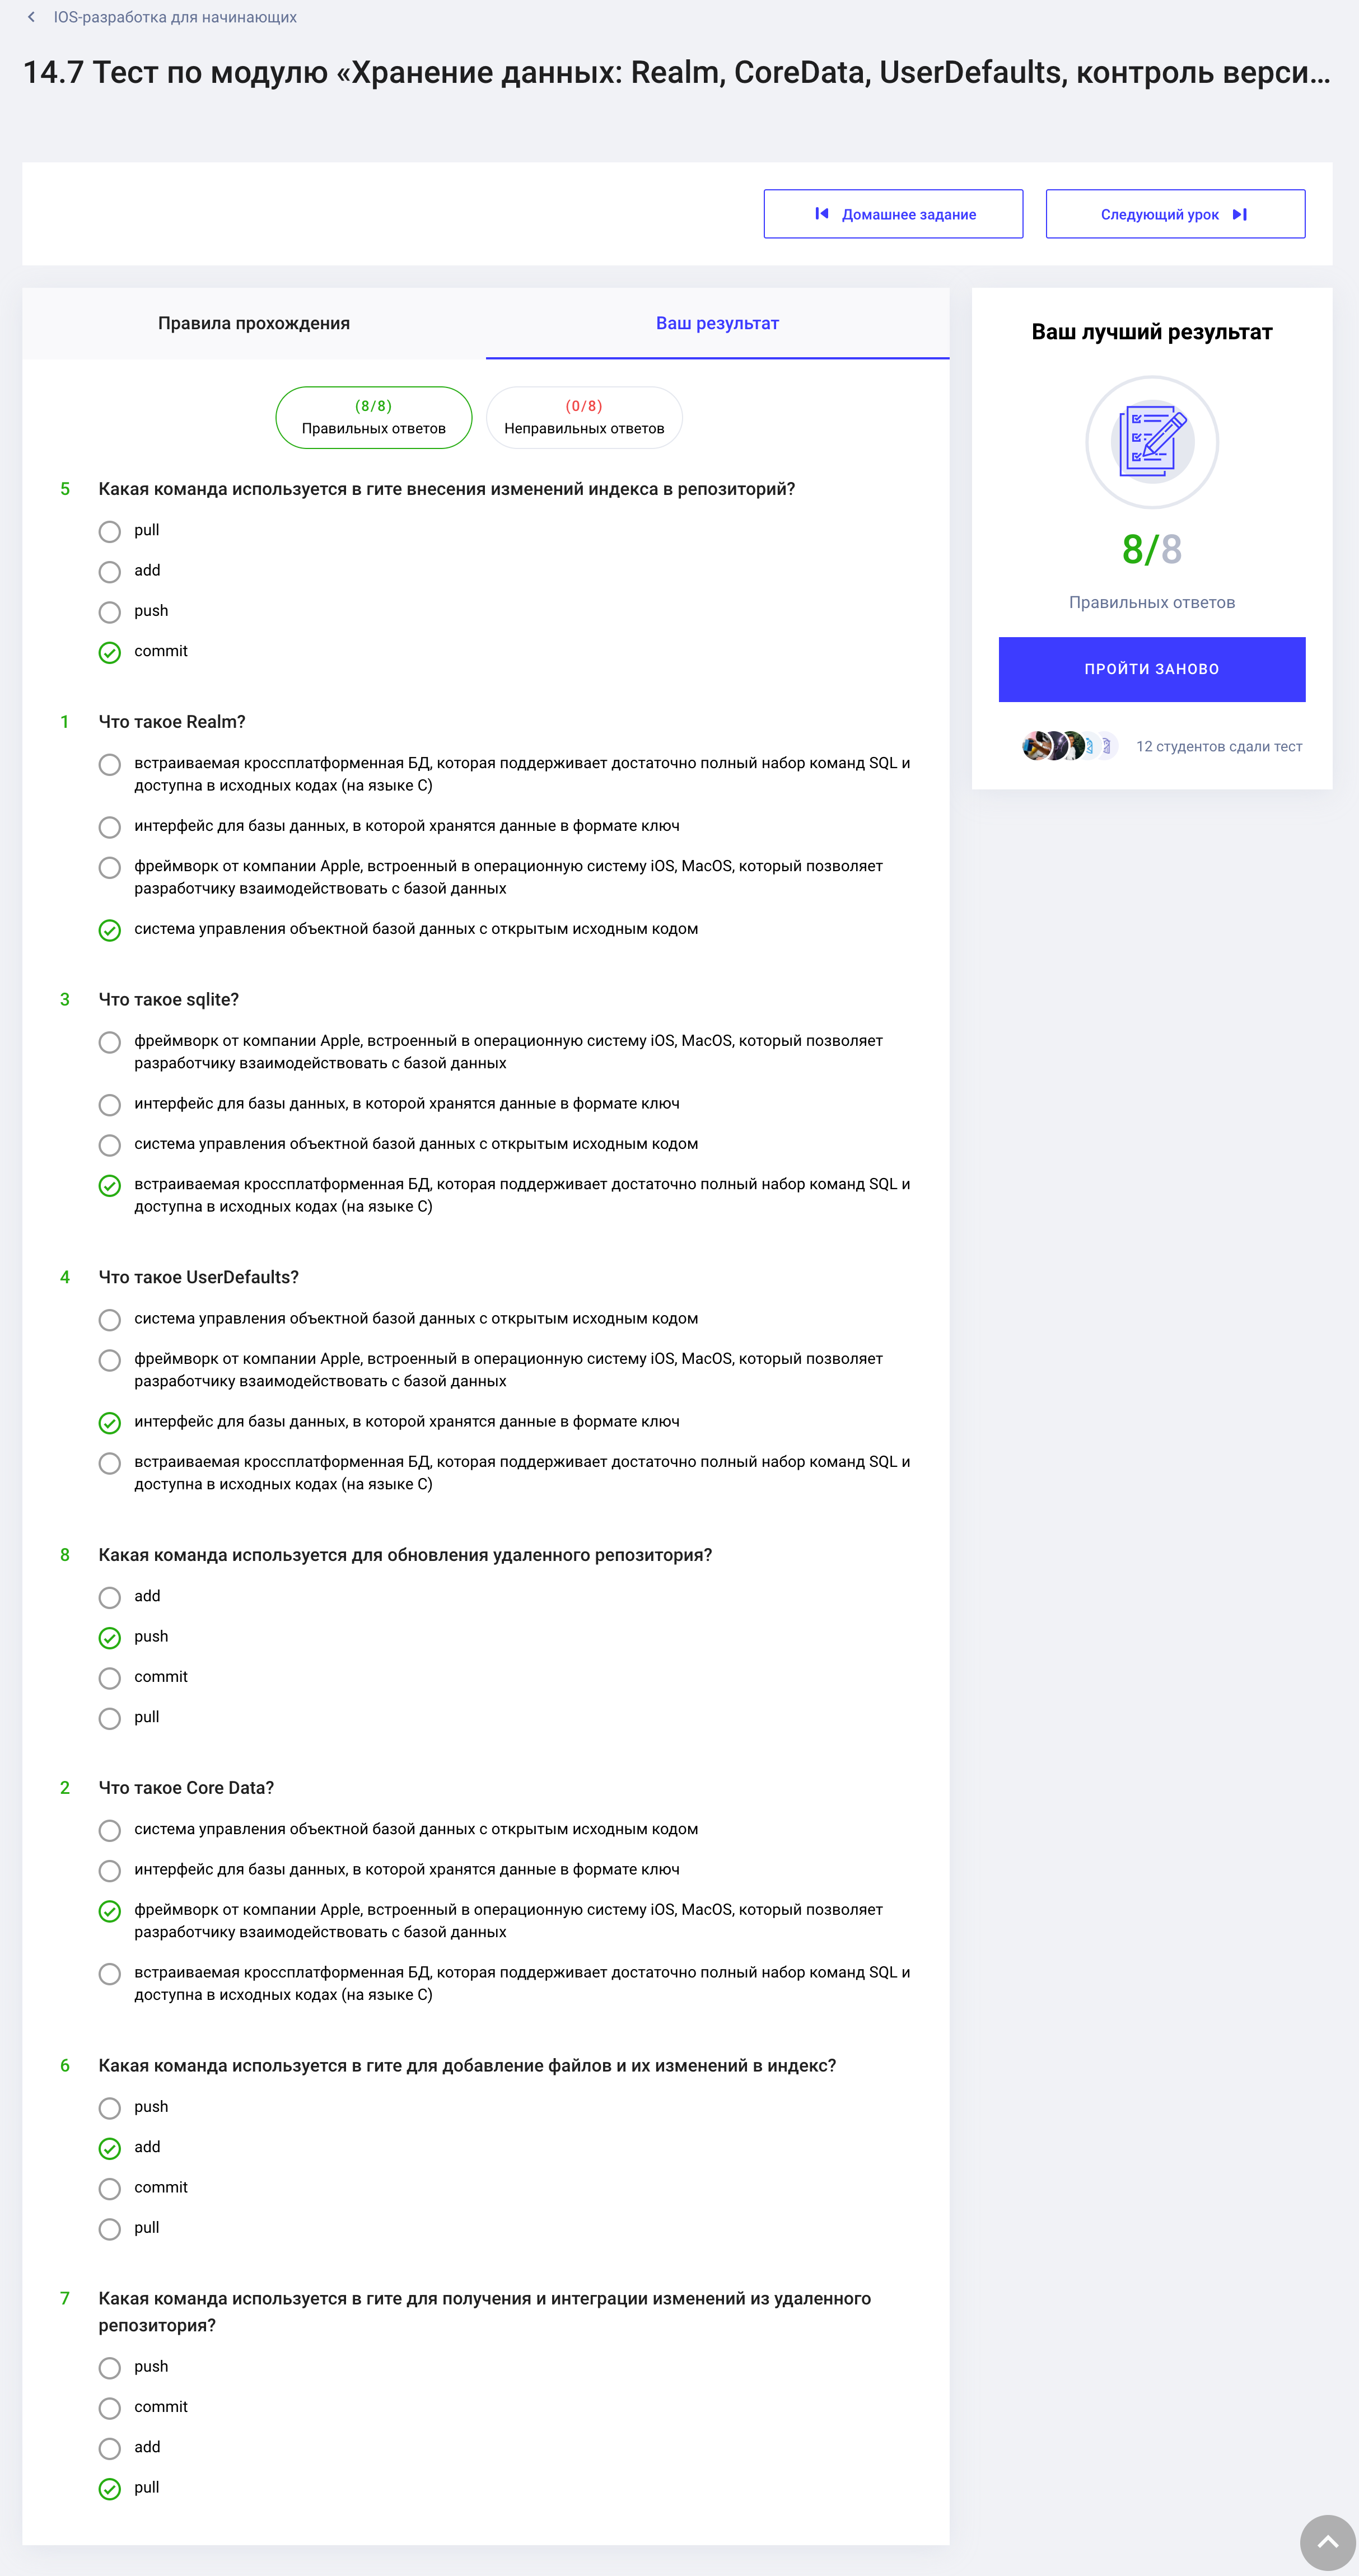 IOS-разработка для начинающих
14.7 Тест по модулю «Хранение данных: Realm, CoreData, UserDefaults, контроль верси...
Домашнее задание
Следующий урок
Правила прохождения
Ваш результат
(8/8)
Правильных ответов
(0/8)
Неправильных ответов
5 Какая команда используется в гите внесения изменений индекса в репозиторий?
pull
add
push
commit
1 Что такое Realm?
встраиваемая кроссплатформенная БД, которая поддерживает достаточно полный набор команд SQL и
доступна в исходных кодах (на языке C)
интерфейс для базы данных, в которой хранятся данные в формате ключ
фреймворк от компании Apple, встроенный в операционную систему iOS, MacOS, который позволяет
разработчику взаимодействовать с базой данных
система управления объектной базой данных с открытым исходным кодом
3 Что такое sqlite?
фреймворк от компании Apple, встроенный в операционную систему iOS, MacOS, который позволяет
разработчику взаимодействовать с базой данных
интерфейс для базы данных, в которой хранятся данные в формате ключ
система управления объектной базой данных с открытым исходным кодом
встраиваемая кроссплатформенная БД, которая поддерживает достаточно полный набор команд SQL и
доступна в исходных кодах (на языке C)
4 Что такое UserDefaults?
система управления объектной базой данных с открытым исходным кодом
фреймворк от компании Apple, встроенный в операционную систему iOS, MacOS, который позволяет
разработчику взаимодействовать с базой данных
интерфейс для базы данных, в которой хранятся данные в формате ключ
встраиваемая кроссплатформенная БД, которая поддерживает достаточно полный набор команд SQL и
доступна в исходных кодах (на языке C)
8 Какая команда используется для обновления удаленного репозитория?
add
push
commit
pull
2 Что такое Core Data?
система управления объектной базой данных с открытым исходным кодом
интерфейс для базы данных, в которой хранятся данные в формате ключ
фреймворк от компании Apple, встроенный в операционную систему iOS, MacOS, который позволяет
разработчику взаимодействовать с базой данных
встраиваемая кроссплатформенная БД, которая поддерживает достаточно полный набор команд SQL и
доступна в исходных кодах (на языке C)
6 Какая команда используется в гите для добавление файлов и их изменений в индекс?
push
add
commit
pull
7 Какая команда используется в гите для получения и интеграции изменений из удаленного
репозитория?
push
commit
add
pull
Ваш лучший результат
8/8
Правильных ответов
ПРОЙТИ ЗАНОВО
12 студентов сдали тест